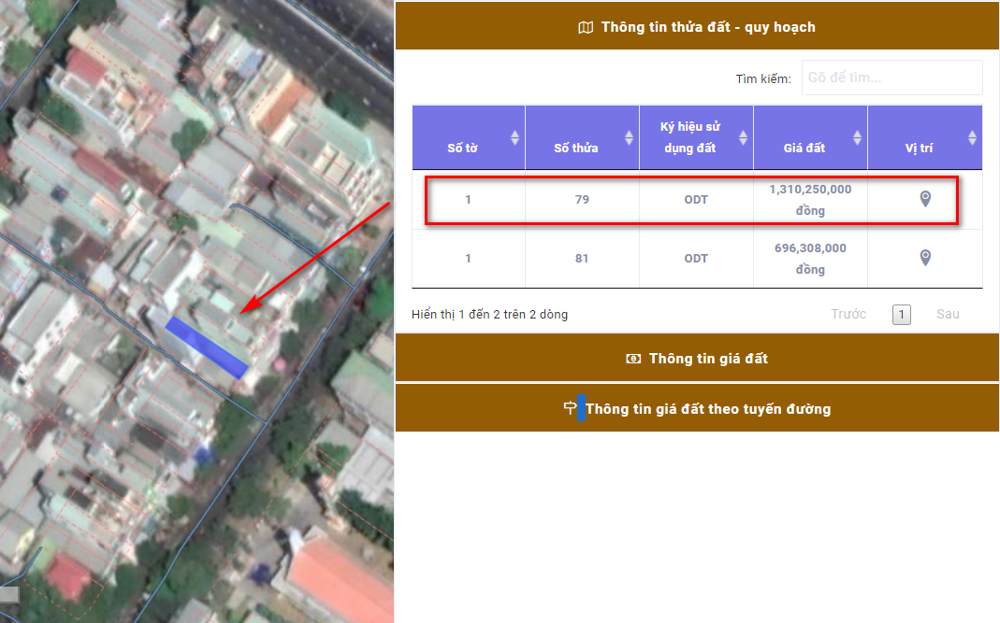 Thông tin thửa đất - quy hoạch
Tìm kiếm: Gõ để tìm...
Số tờ Số thửa Ký hiệu sử dụng đất Giá đất Vị trí
1 79 ODT 1,310,250,000 đồng
1 81 ODT 696,308,000 đồng
Hiển thị 1 đến 2 trên 2 dòng Trước 1 Sau
Thông tin giá đất
Thông tin giá đất theo tuyến đường